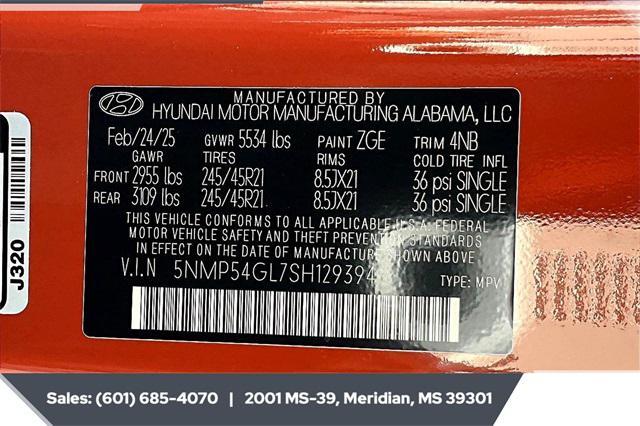 MANUFACTURED BY
HYUNDAI MOTOR MANUFACTURING ALABAMA, LLC
Feb/24/25 GVWR 5534 lbs PAINT ZGE TRIM 4NB
GAWR TIRES RIMS COLD TIRE INFL
FRONT 2955 lbs 245/45R21 8.5JX21 36 psi SINGLE
REAR 3109 lbs 245/45R21 8.5JX21 36 psi SINGLE
THIS VEHICLE CONFORMS TO ALL APPLICABLE U.S.A. FEDERAL
MOTOR VEHICLE SAFETY AND THEFT PREVENTION STANDARDS
IN EFFECT ON THE DATE OF MANUFACTURE SHOWN ABOVE.
V.I.N 5NMP54GL7SH129394 TYPE: MPV
J320
Sales: (601) 685-4070 | 2001 MS-39, Meridian, MS 39301